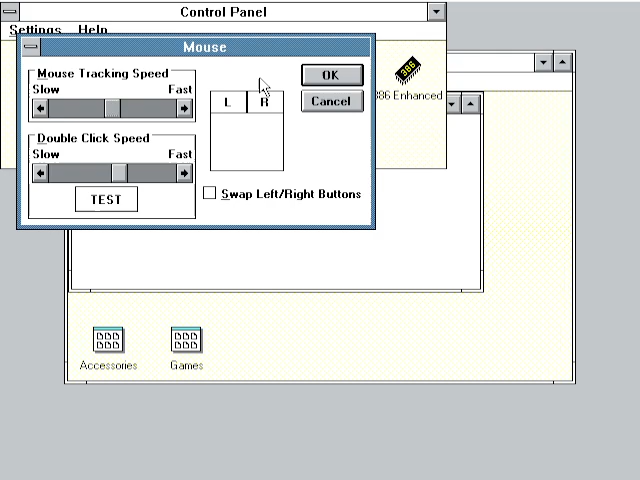 Control Panel
Settings Help
Mouse
Mouse Tracking Speed
Slow Fast
OK
Cancel
L R
Double Click Speed
Slow Fast
TEST
Swap Left/Right Buttons
386
386 Enhanced
Accessories
Games